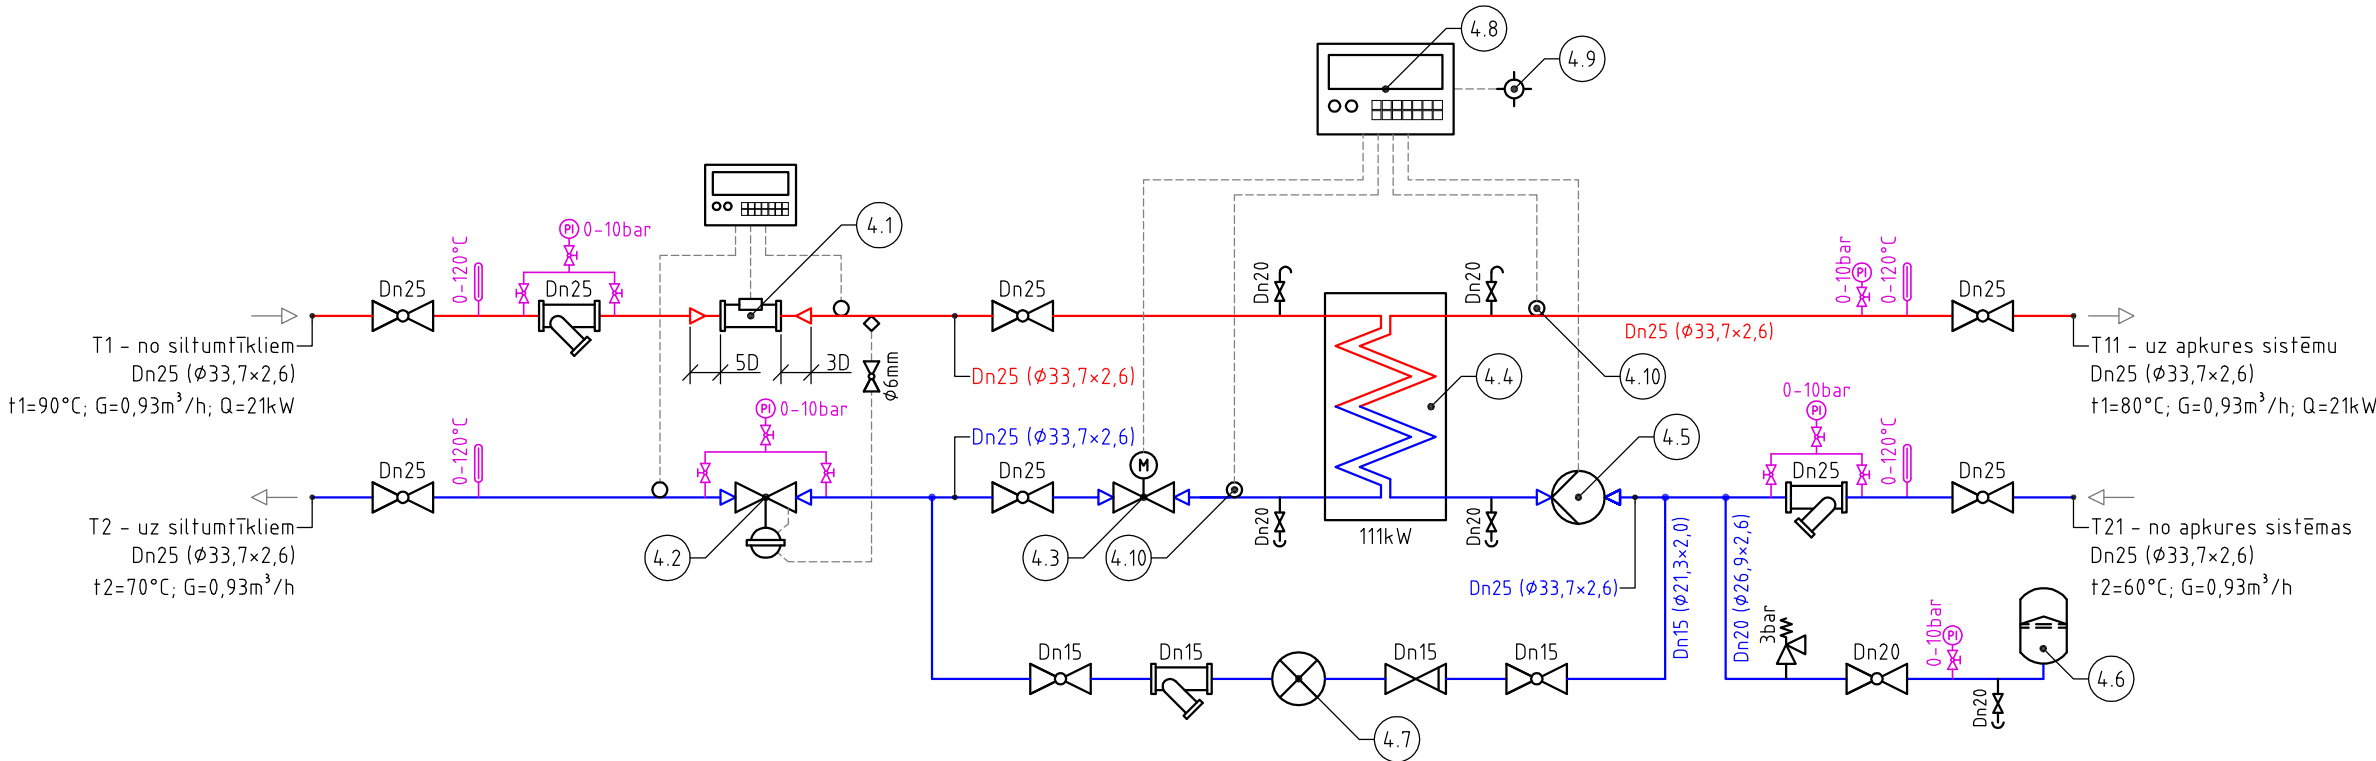 4.8
4.9
4.1
PI 0-10bar
0-120°C
Dn25
Dn25
Dn25
Dn20
Dn20
0-10bar
PI
0-120°C
Dn25
T1 - no siltumtīkliem
Dn25 (Φ33,7×2,6)
t1=90°C; G=0,93m³/h; Q=21kW
5D
3D
Φ6mm
Dn25 (Φ33,7×2,6)
4.4
4.10
Dn25 (Φ33,7×2,6)
T11 - uz apkures sistēmu
Dn25 (Φ33,7×2,6)
t1=80°C; G=0,93m³/h; Q=21kW
PI 0-10bar
0-120°C
Dn25
Dn25 (Φ33,7×2,6)
Dn25
M
4.5
0-10bar
PI
Dn25
0-120°C
Dn25
T2 - uz siltumtīkliem
Dn25 (Φ33,7×2,6)
t2=70°C; G=0,93m³/h
4.2
4.3
4.10
Dn20
111kW
Dn20
Dn25 (Φ33,7×2,6)
Dn15 (Φ21,3×2,0)
Dn20 (Φ26,9×2,6)
T21 - no apkures sistēmas
Dn25 (Φ33,7×2,6)
t2=60°C; G=0,93m³/h
Dn15
Dn15
Dn15
Dn15
3bar
Dn20
0-10bar
PI
Dn20
4.6
4.7